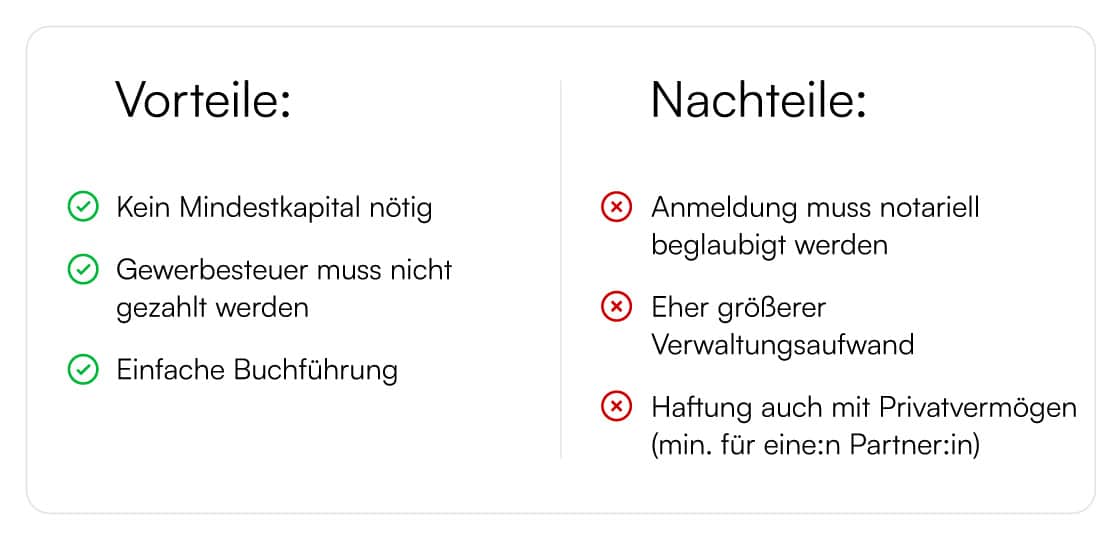 Vorteile:
Kein Mindestkapital nötig
Gewerbesteuer muss nicht
gezahlt werden
Einfache Buchführung
Nachteile:
Anmeldung muss notariell
beglaubigt werden
Eher größerer
Verwaltungsaufwand
Haftung auch mit Privatvermögen
(min. für eine:n Partner:in)